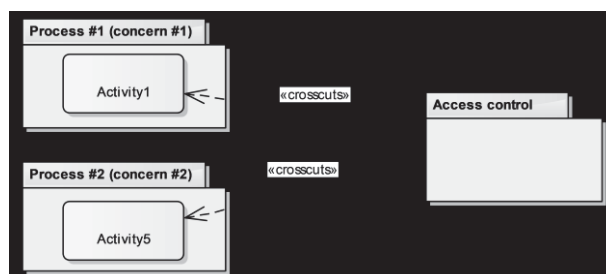 Process #1 (concern #1)
Activity1
«crosscuts»
Access control
Process #2 (concern #2)
«crosscuts»
Activity5